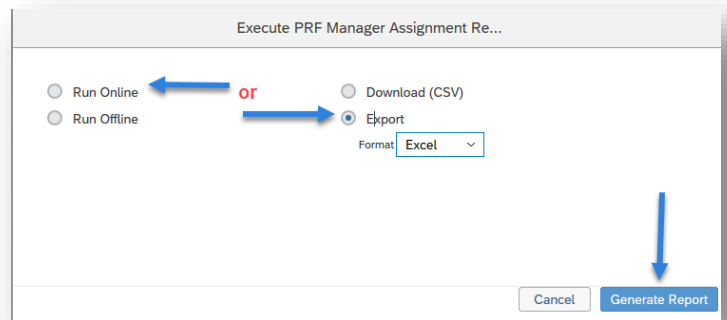 Execute PRF Manager Assignment Re...
Run Online or Download (CSV)
Run Offline Export
Format Excel
Cancel Generate Report